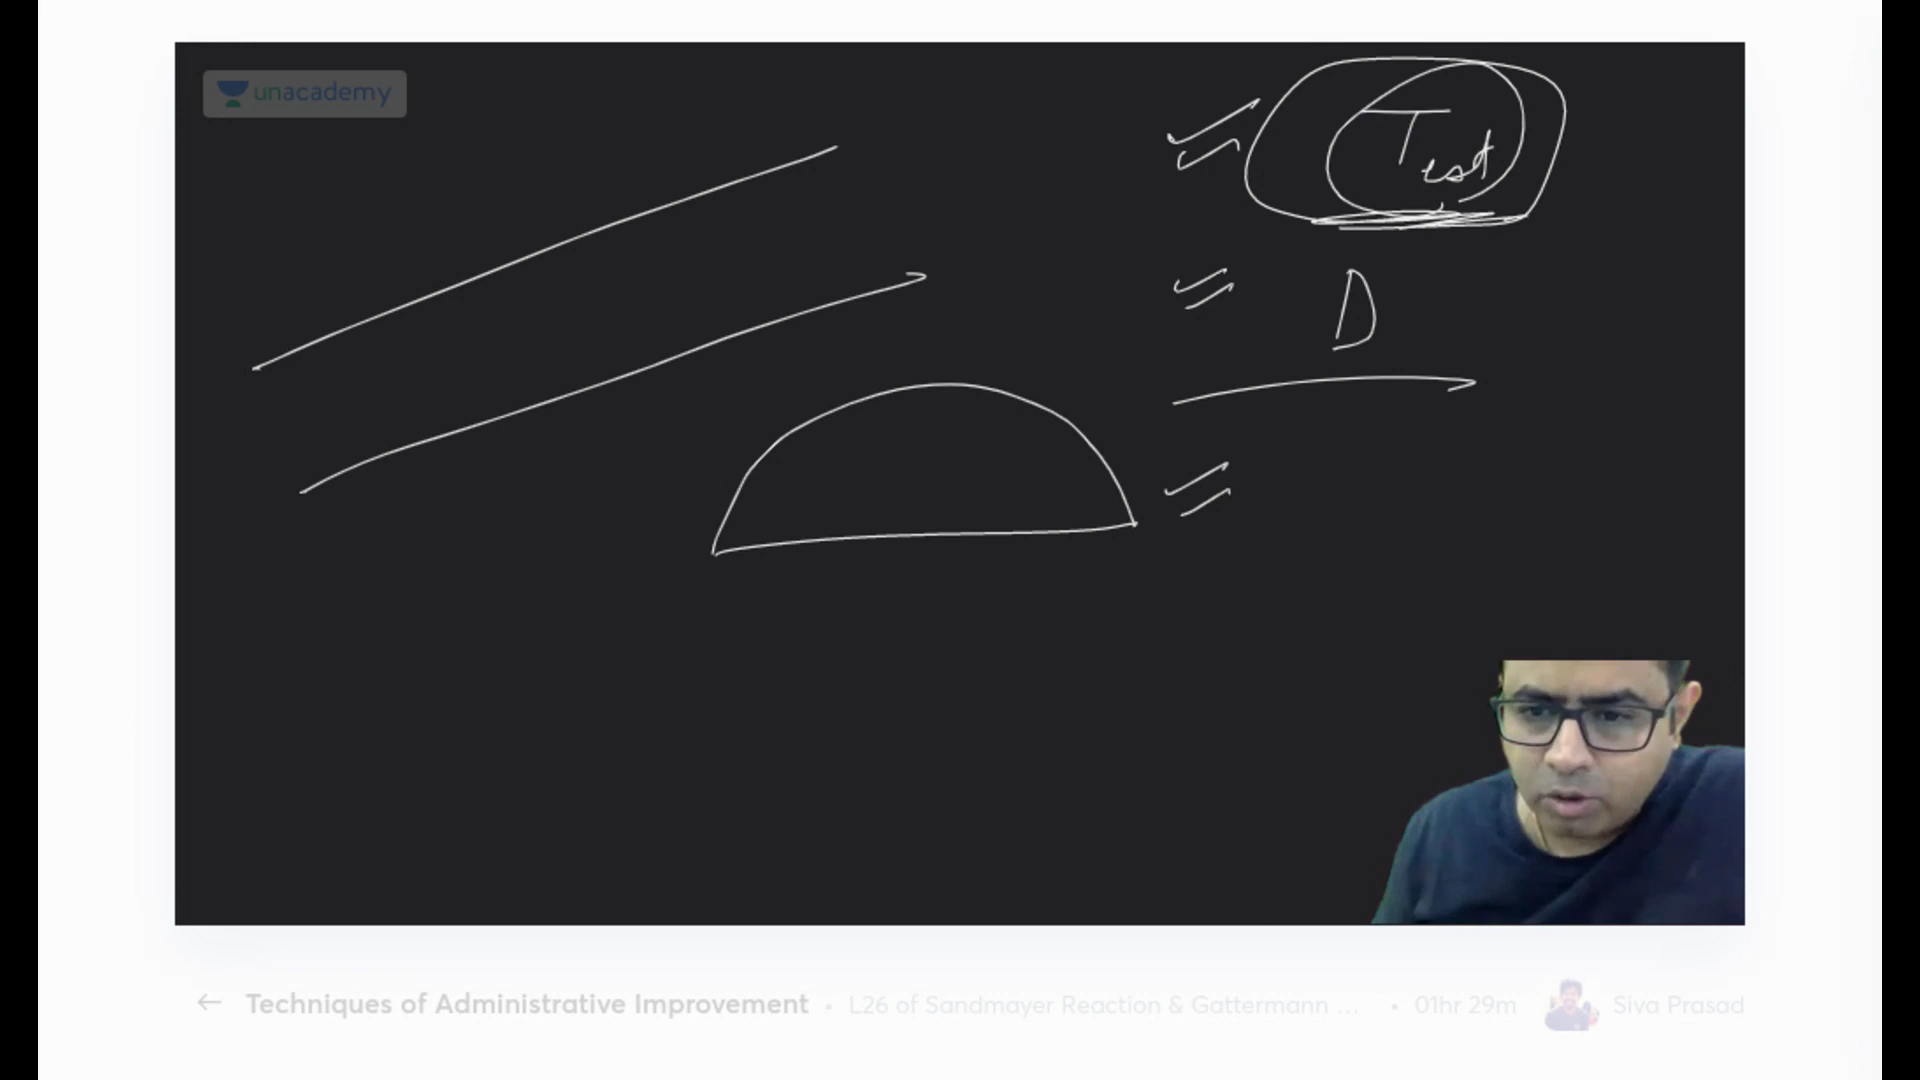 unacademy
Test
D
Techniques of Administrative Improvement • L26 of Sandmayer Reaction & Gattermann ... • 01hr 29m Siva Prasad